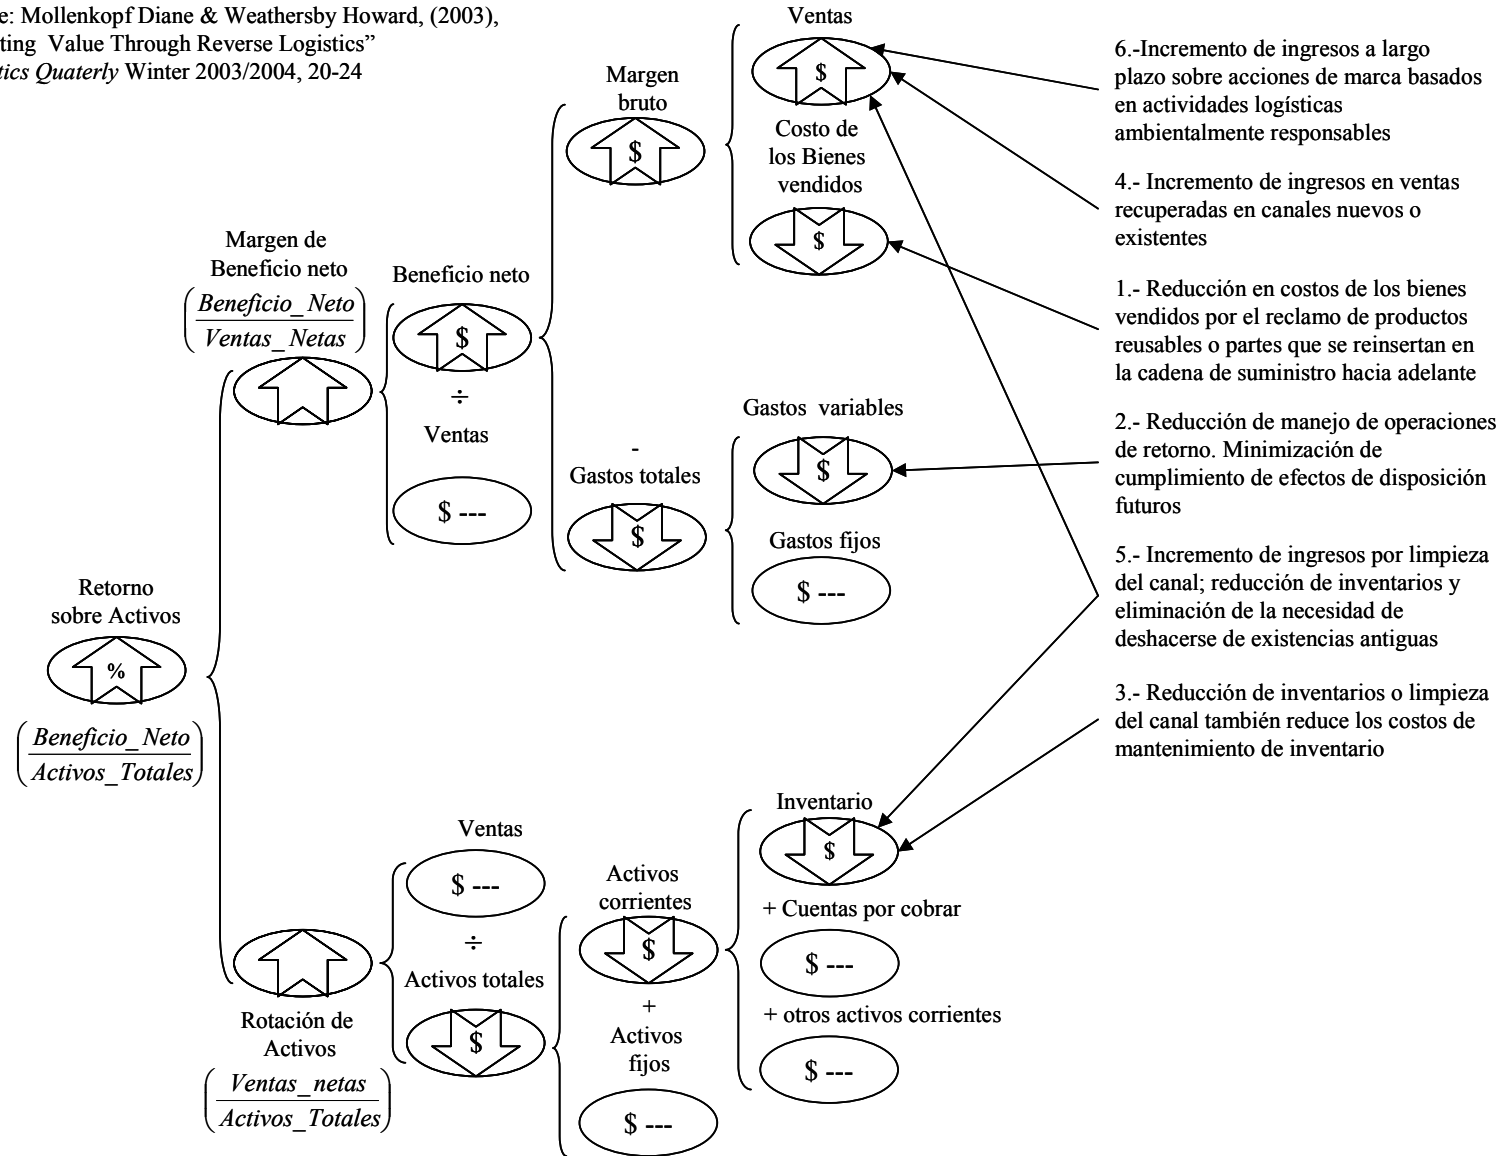 e: Mollenkopf Diane & Weathersby Howard, (2003),
ting Value Through Reverse Logistics”
tics Quaterly Winter 2003/2004, 20-24
Retorno
sobre Activos
%
Beneficio_Neto
Activos_Totales
Margen de
Beneficio neto
Beneficio_Neto
Ventas_Netas
Beneficio neto
$
÷
Ventas
$ ---
Margen
bruto
$
-
Gastos totales
$
Ventas
$
Costo de
los Bienes
vendidos
$
Gastos variables
$
Gastos fijos
$ ---
Rotación de
Activos
Ventas_netas
Activos_Totales
Ventas
$ ---
÷
Activos totales
$
Activos
corrientes
$
+
Activos
fijos
$ ---
Inventario
$
+ Cuentas por cobrar
$ ---
+ otros activos corrientes
$ ---
6.-Incremento de ingresos a largo
plazo sobre acciones de marca basados
en actividades logísticas
ambientalmente responsables
4.- Incremento de ingresos en ventas
recuperadas en canales nuevos o
existentes
1.- Reducción en costos de los bienes
vendidos por el reclamo de productos
reusables o partes que se reinsertan en
la cadena de suministro hacia adelante
2.- Reducción de manejo de operaciones
de retorno. Minimización de
cumplimiento de efectos de disposición
futuros
5.- Incremento de ingresos por limpieza
del canal; reducción de inventarios y
eliminación de la necesidad de
deshacerse de existencias antiguas
3.- Reducción de inventarios o limpieza
del canal también reduce los costos de
mantenimiento de inventario